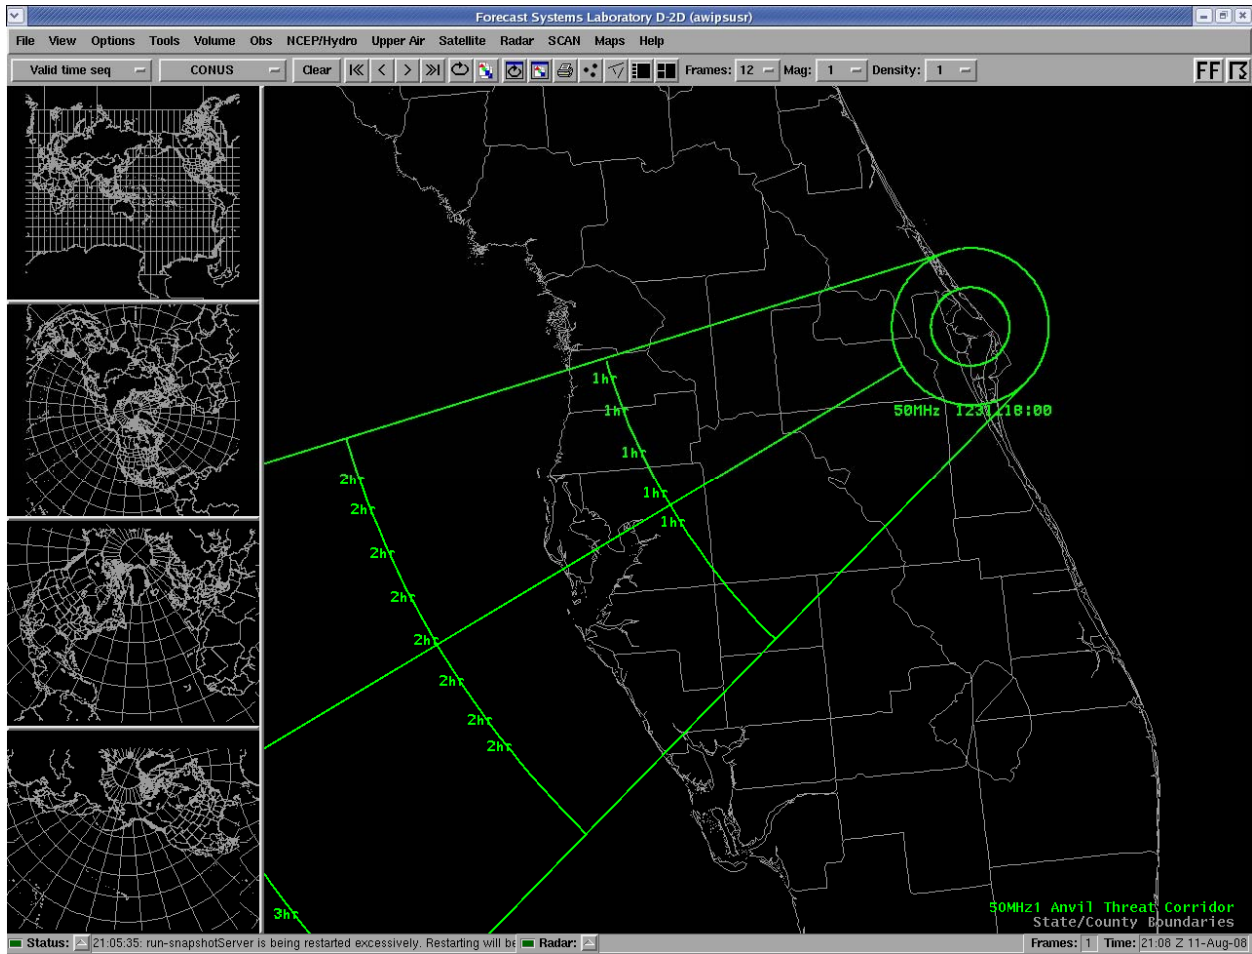 Forecast Systems Laboratory D-2D (awipsusr)
File View Options Tools Volume Obs NCEP/Hydro Upper Air Satellite Radar SCAN Maps Help
Valid time seq CONUS Clear Frames: 12 Mag: 1 Density: 1 FF
1hr
1hr
50MHz
18:00
1hr
2hr
1hr
2hr
1hr
2hr
2hr
2hr
2hr
2hr
2hr
3hr
50MHz1 Anvil Threat Corridor
State/County Boundaries
Status: 21:05:35: run-snapshotServer is being restarted excessively. Restarting will be Radar: Frames: 1 Time: 21:08 Z 11-Aug-08